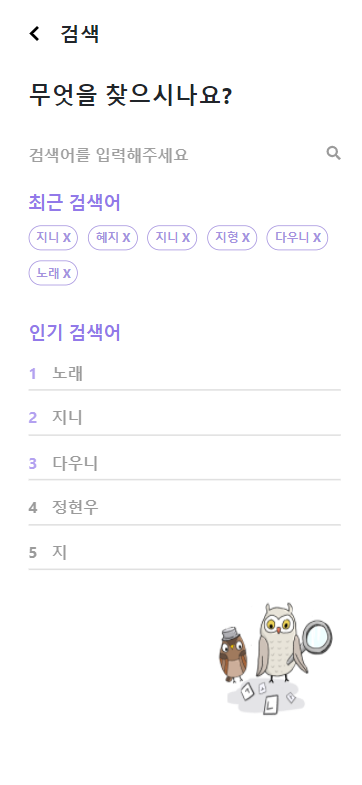 검색
무엇을 찾으시나요?
검색어를 입력해주세요
최근 검색어
지니 X 혜지 X 지니 X 지형 X 다우니 X
노래 X
인기 검색어
1 노래
2 지니
3 다우니
4 정현우
5 지
L